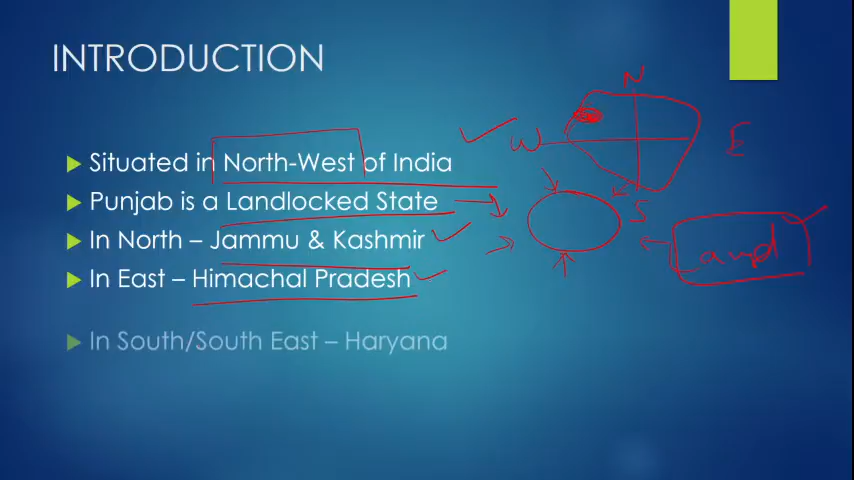 INTRODUCTION
Situated in North-West of India
Punjab is a Landlocked State
In North – Jammu & Kashmir
In East – Himachal Pradesh
In South/South East – Haryana
N
W
E
S
Land